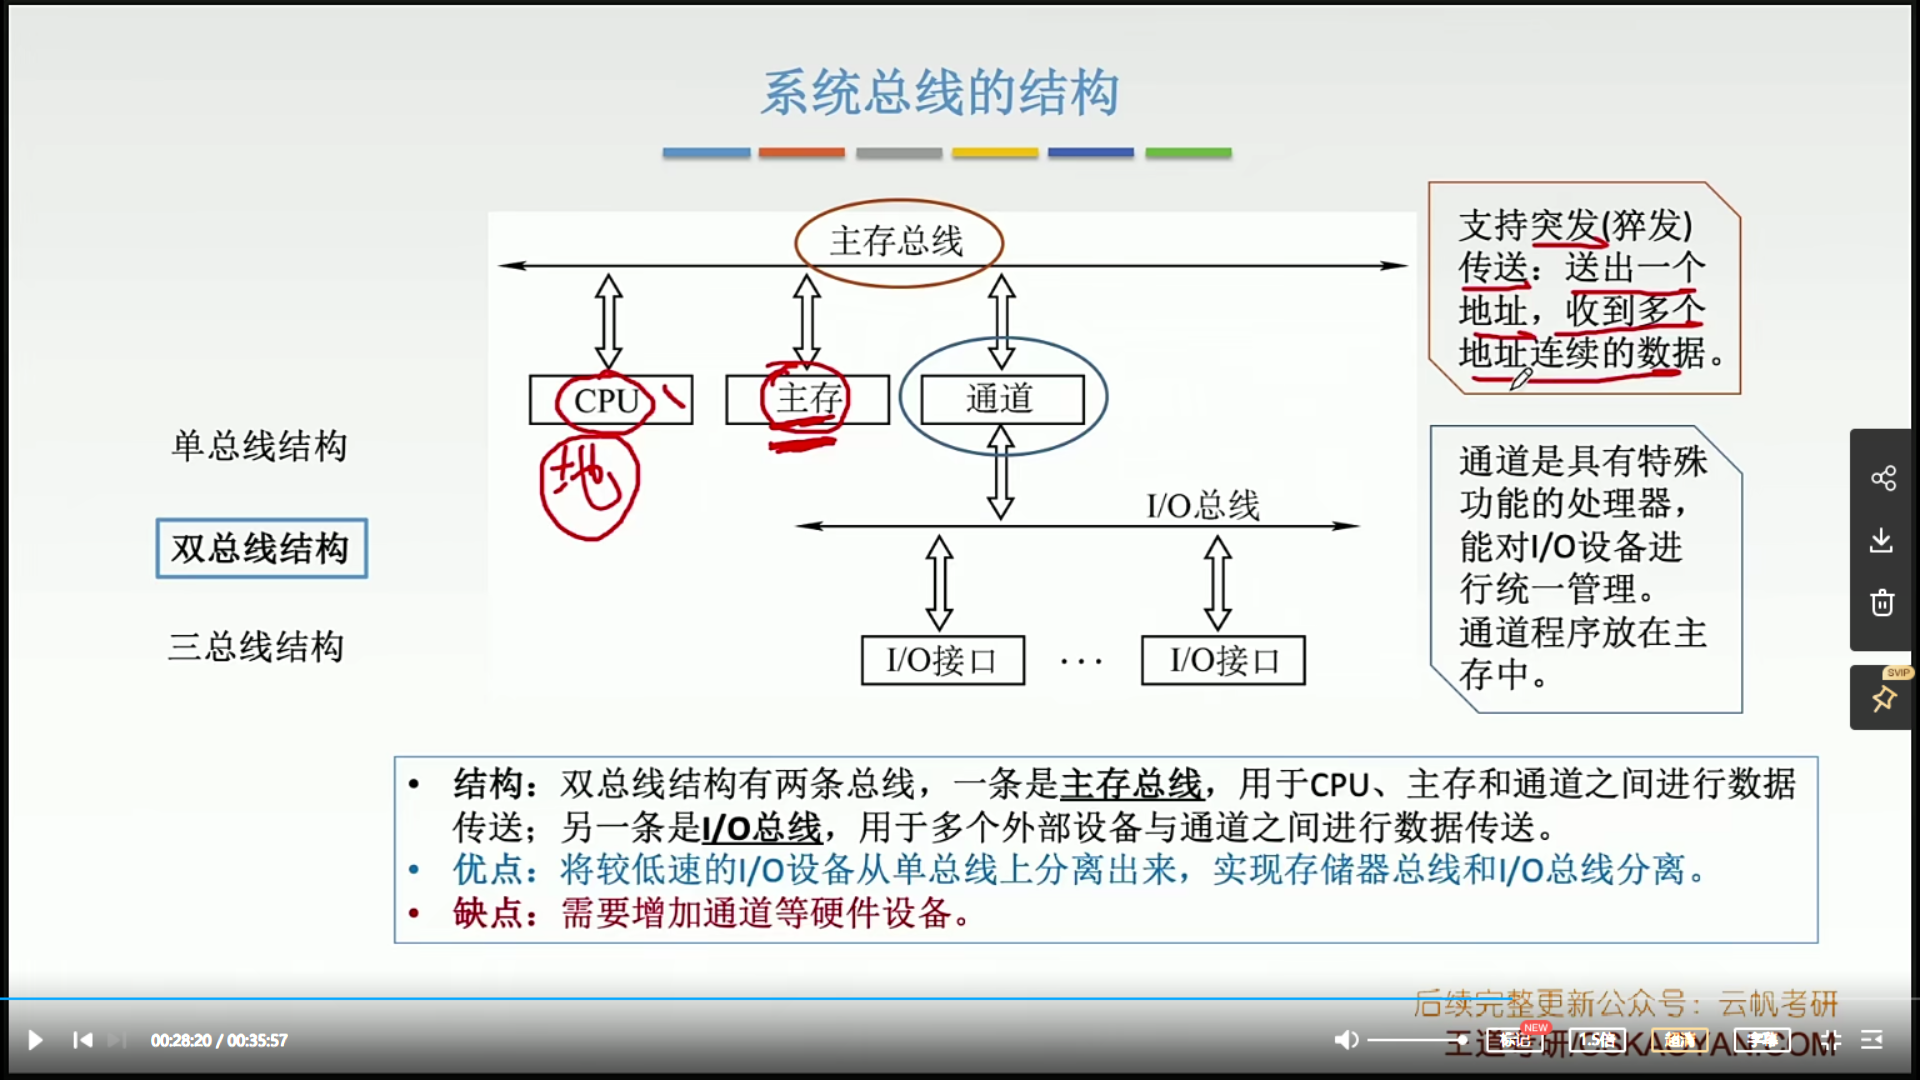 系统总线的结构
主存总线
CPU
主存
通道
地
I/O总线
I/O接口
···
I/O接口
单总线结构
双总线结构
三总线结构
支持突发(猝发)
传送：送出一个
地址，收到多个
地址连续的数据。
通道是具有特殊
功能的处理器，
能对I/O设备进
行统一管理。
通道程序放在主
存中。
SVIP
• 结构：双总线结构有两条总线，一条是主存总线，用于CPU、主存和通道之间进行数据
传送；另一条是I/O总线，用于多个外部设备与通道之间进行数据传送。
• 优点：将较低速的I/O设备从单总线上分离出来，实现存储器总线和I/O总线分离。
• 缺点：需要增加通道等硬件设备。
后续完整更新公众号：云帆考研
王道考研/CSKAOYAN.COM
00:28:20 / 00:35:57
标记
NEW
1.5倍
超清
字幕